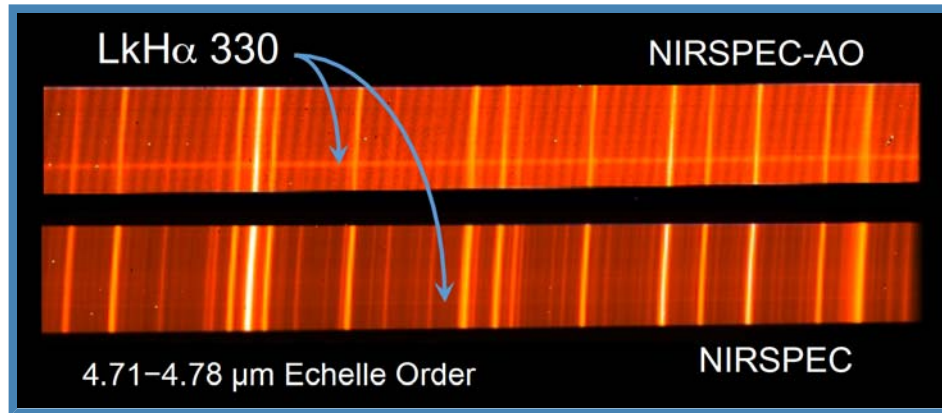 LkHα 330
NIRSPEC-AO
4.71−4.78 µm Echelle Order
NIRSPEC